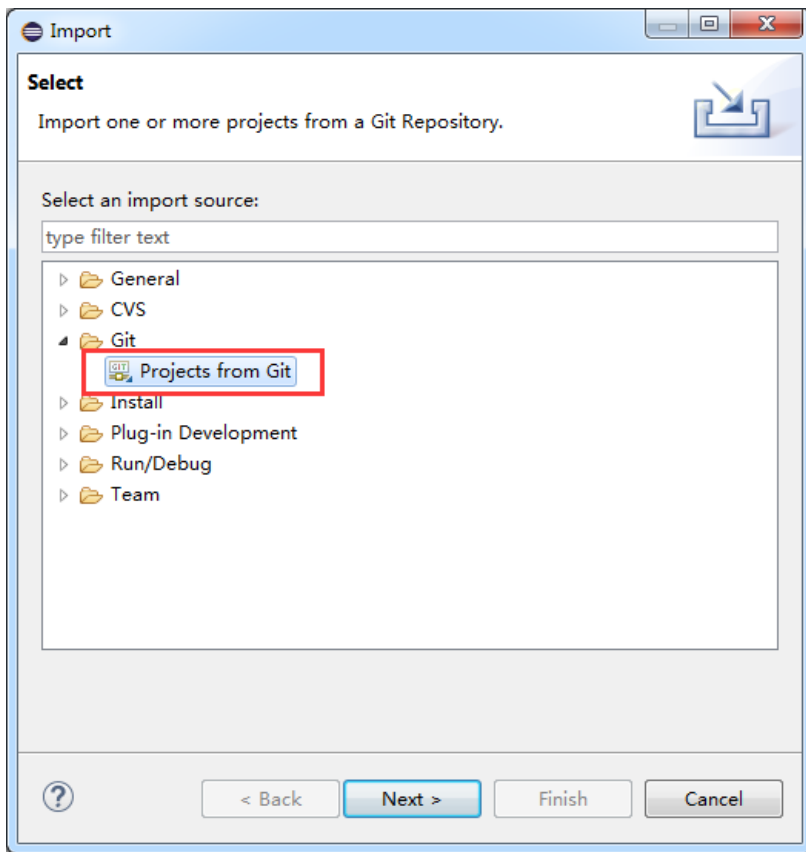 Import
Select
Import one or more projects from a Git Repository.
Select an import source:
type filter text
General
CVS
Git
GIT
Projects from Git
Install
Plug-in Development
Run/Debug
Team
?
< Back Next > Finish Cancel